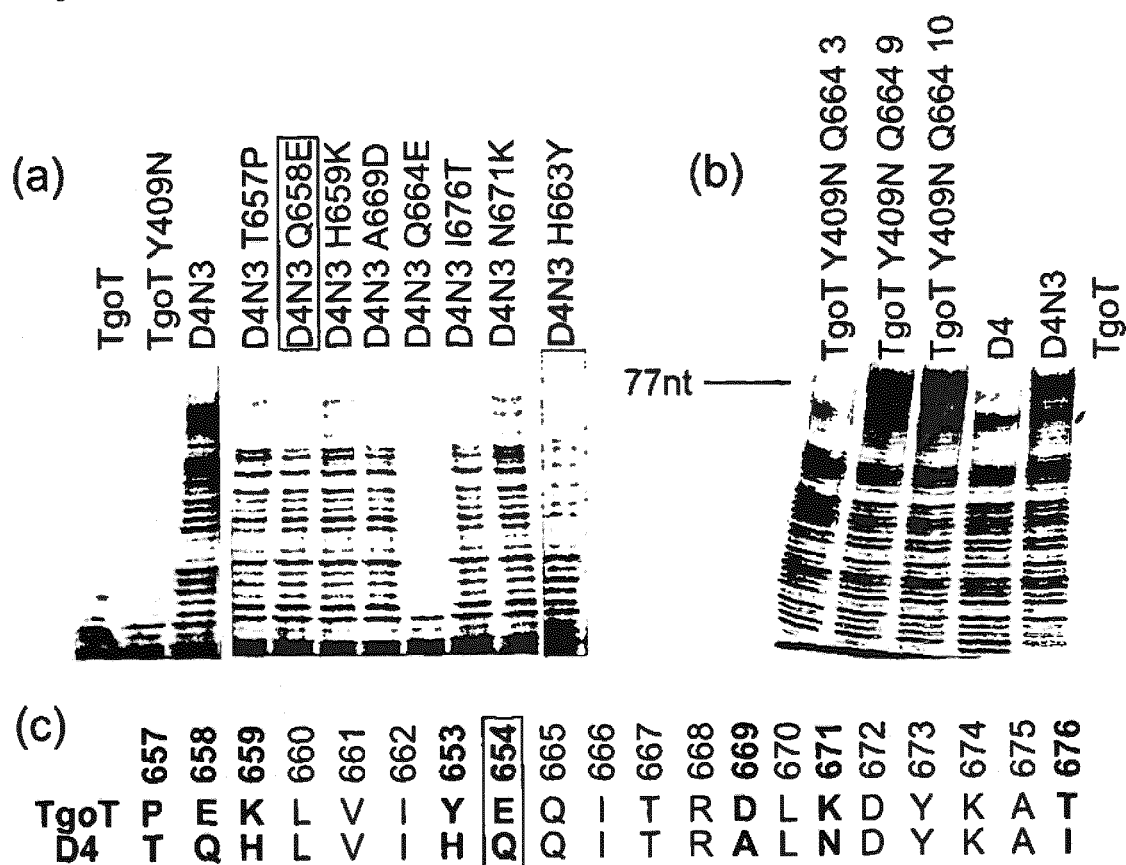 (a)
TgoT
TgoT Y409N
D4N3
D4N3 T657P
D4N3 Q658E
D4N3 H659K
D4N3 A669D
D4N3 Q664E
D4N3 I676T
D4N3 N671K
D4N3 H663Y
(b)
TgoT Y409N Q664 3
TgoT Y409N Q664 9
TgoT Y409N Q664 10
D4
D4N3
TgoT
77nt
(c)
657 658 659 660 661 662 653 654 665 666 667 668 669 670 671 672 673 674 675 676
TgoT P E K L V I Y E Q I T R D L K D Y K A T
D4 T Q H L V I H Q Q I T R A L N D Y K A I